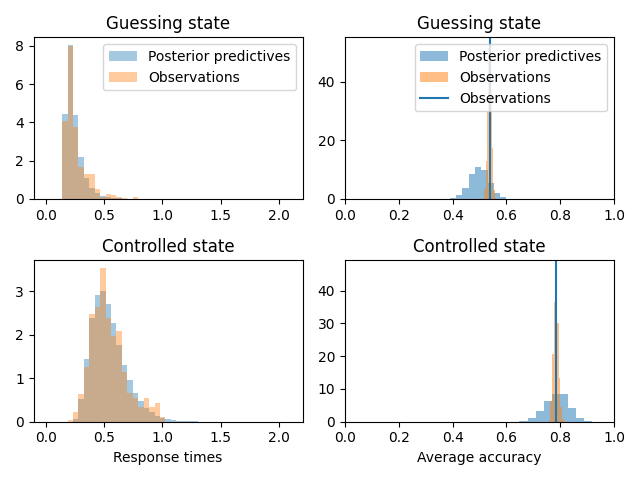 Guessing state
Posterior predictives
Observations
8
6
4
2
0
0.0 0.5 1.0 1.5 2.0
Guessing state
Posterior predictives
Observations
Observations
40
20
0
0.0 0.2 0.4 0.6 0.8 1.0
Controlled state
3
2
1
0
0.0 0.5 1.0 1.5 2.0
Response times
Controlled state
40
30
20
10
0
0.0 0.2 0.4 0.6 0.8 1.0
Average accuracy